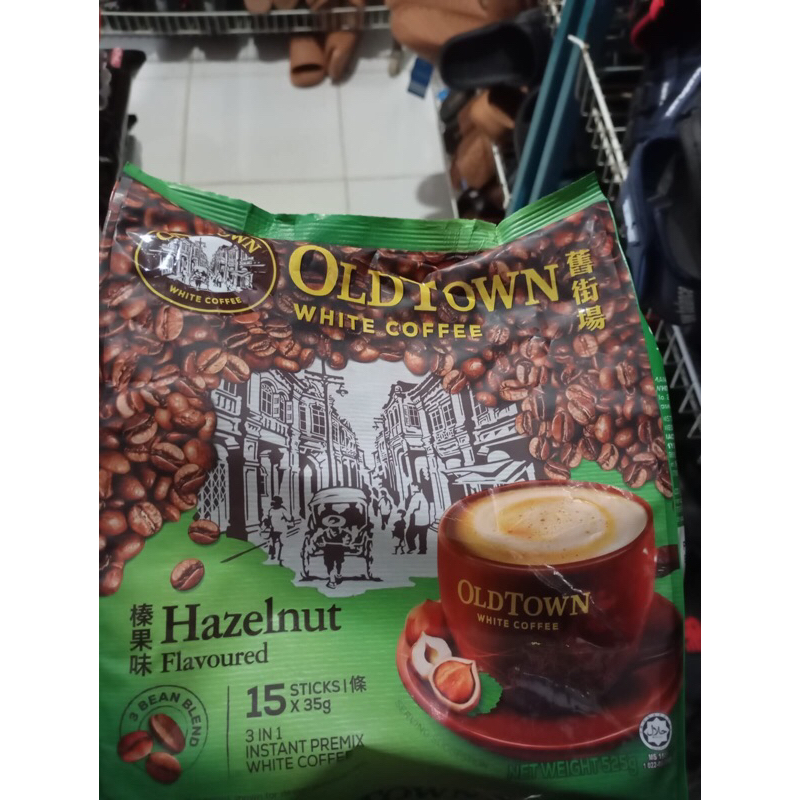 WHITE COFFEE
OLDTOWN
WHITE COFFEE
舊街場
OLDTOWN
WHITE COFFEE
榛果味
Hazelnut
Flavoured
3 BEAN BLEND
15 STICKS | 條
X 35g
3 IN 1
INSTANT PREMIX
WHITE COFFEE
NET WEIGHT 525g